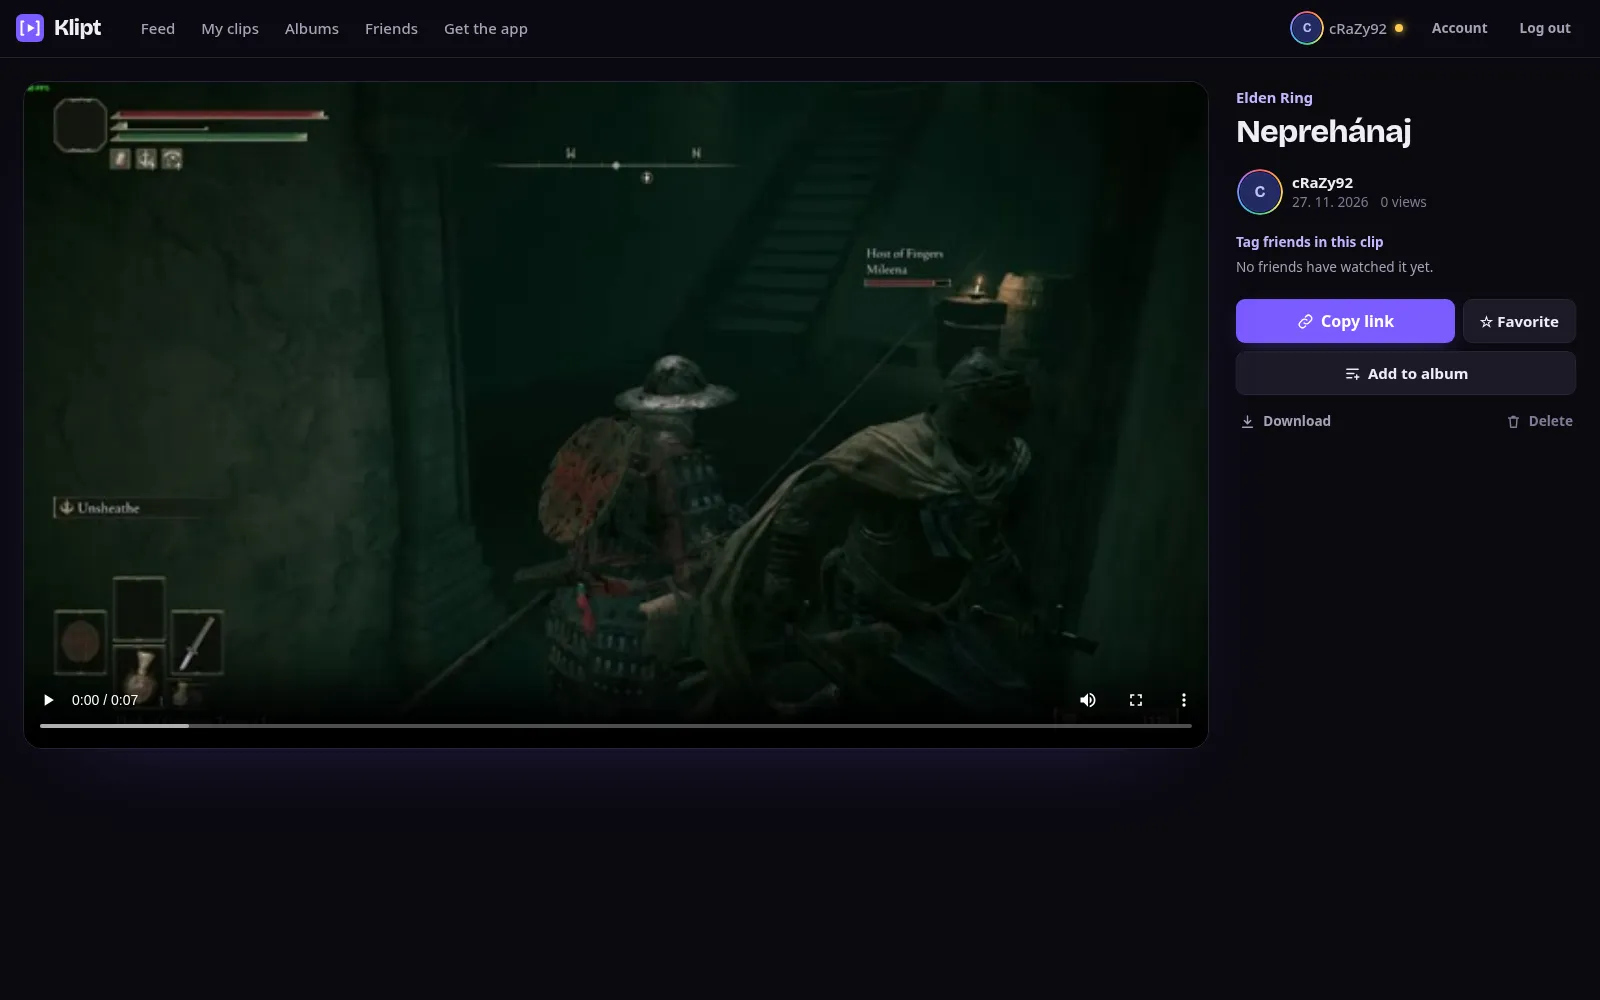 Klipt
Feed
My clips
Albums
Friends
Get the app
C
cRaZy92
Account
Log out
W
N
Host of Fingers
Mileena
Unsheathe
0:00 / 0:07
Elden Ring
Neprehánaj
C
cRaZy92
27. 11. 2026 0 views
Tag friends in this clip
No friends have watched it yet.
Copy link
☆ Favorite
Add to album
Download
Delete